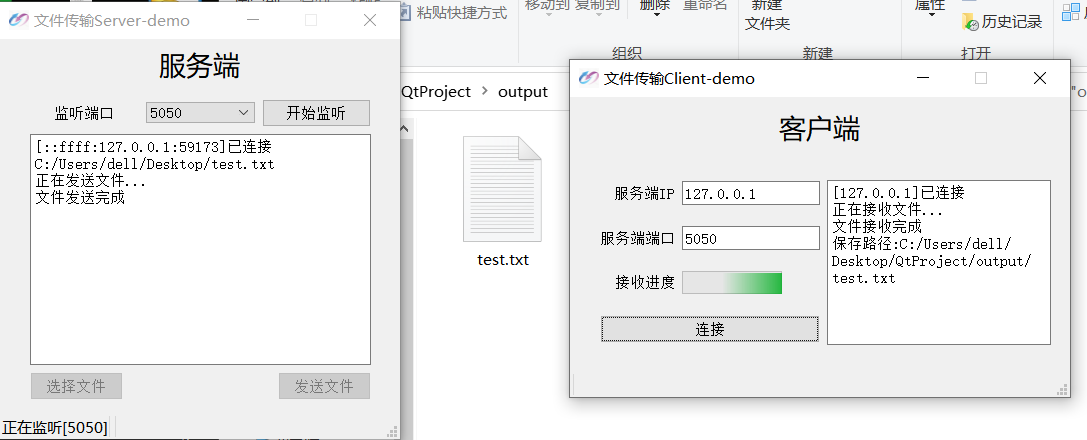 文件传输Server-demo
服务端
监听端口
5050
开始监听
[::ffff:127.0.0.1:59173]已连接
C:/Users/dell/Desktop/test.txt
正在发送文件...
文件发送完成
选择文件
发送文件
正在监听[5050]
粘贴快捷方式
移动到
复制到
删除
重命名
新建
文件夹
属性
历史记录
组织
新建
打开
QtProject
output
test.txt
文件传输Client-demo
客户端
服务端IP
127.0.0.1
服务端端口
5050
接收进度
连接
[127.0.0.1]已连接
正在接收文件...
文件接收完成
保存路径:C:/Users/dell/
Desktop/QtProject/output/
test.txt